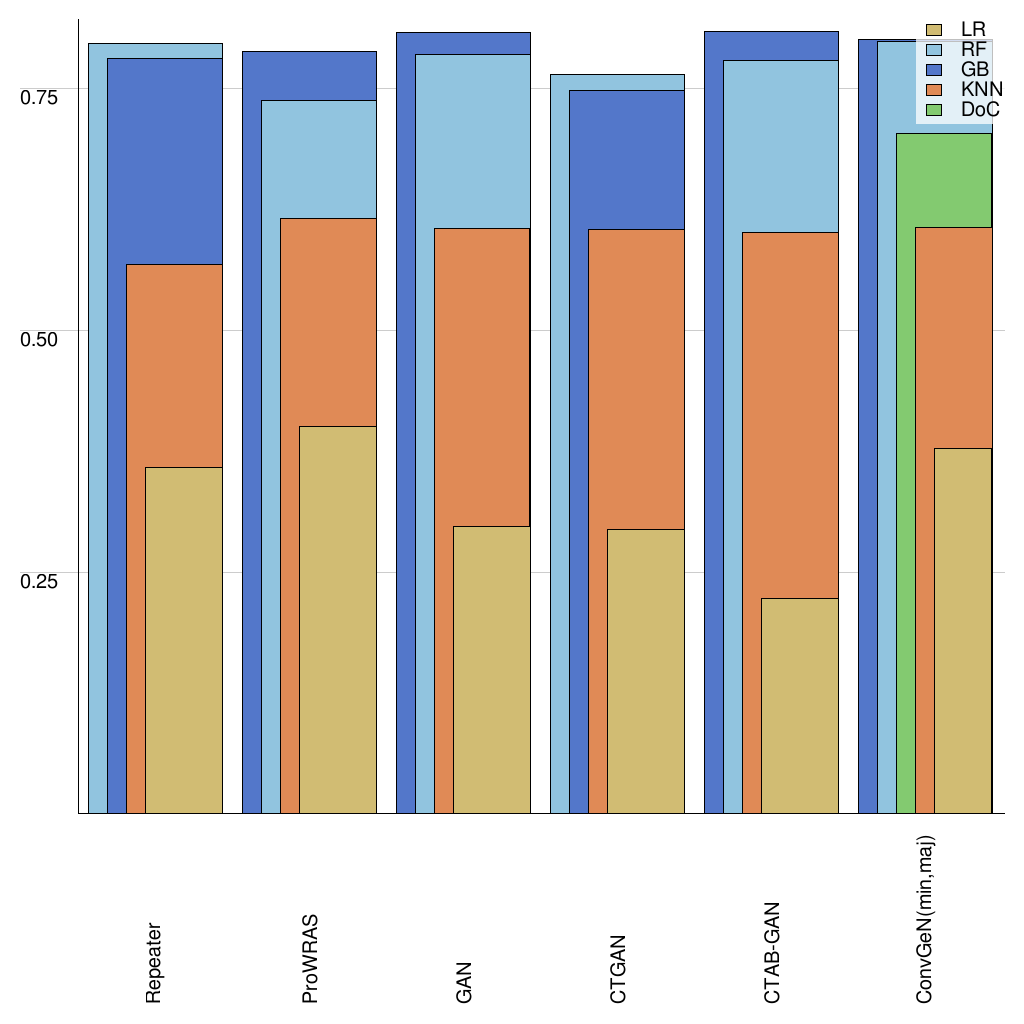 LR
RF
GB
KNN
DoC
0.75
0.50
0.25
Repeater
ProWRAS
GAN
CTGAN
CTAB-GAN
ConvGeN(min,maj)